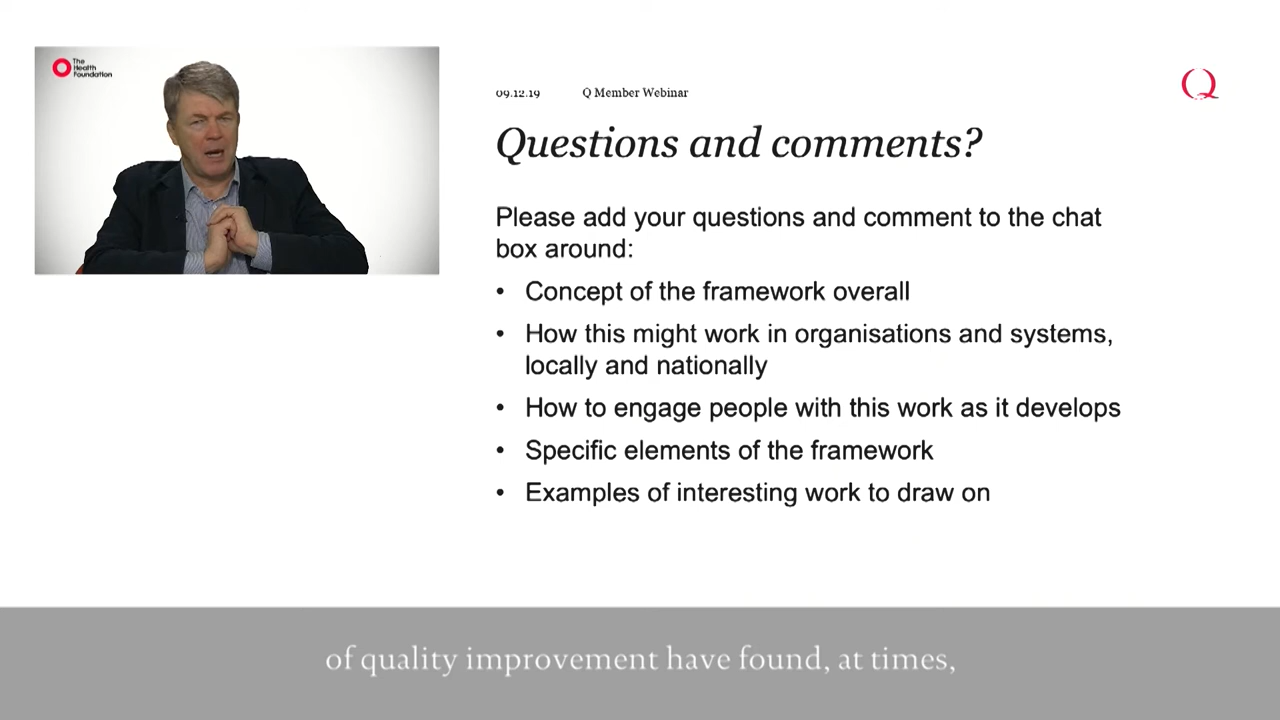 The
Health
Foundation
09.12.19 Q Member Webinar
Q
Questions and comments?
Please add your questions and comment to the chat
box around:
• Concept of the framework overall
• How this might work in organisations and systems,
locally and nationally
• How to engage people with this work as it develops
• Specific elements of the framework
• Examples of interesting work to draw on
of quality improvement have found, at times,